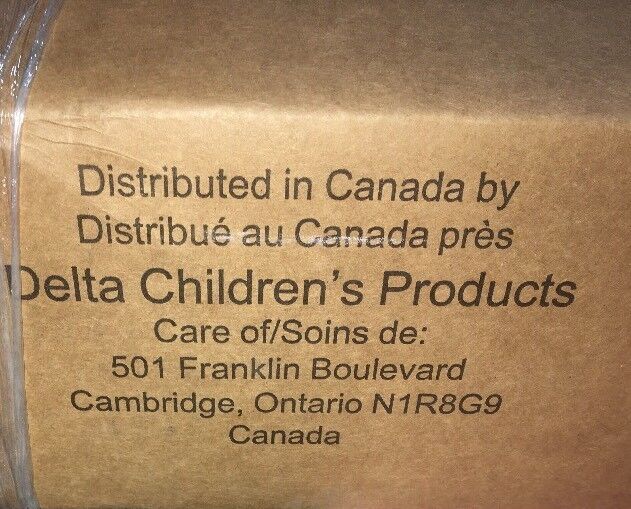 Distributed in Canada by
Distribué au Canada près
Delta Children's Products
Care of/Soins de:
501 Franklin Boulevard
Cambridge, Ontario N1R8G9
Canada